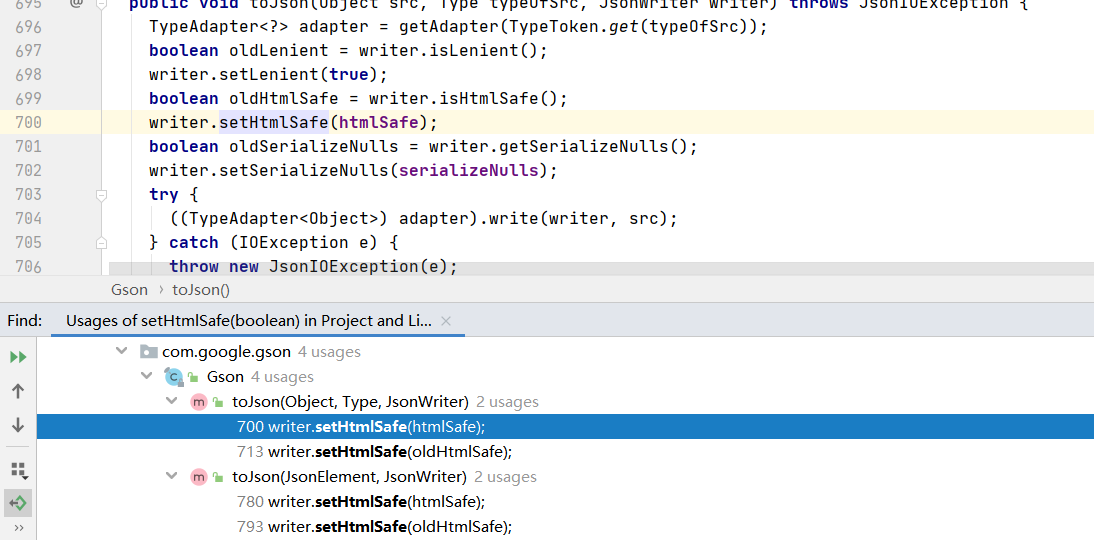 695 @ public void toJson(Object src, Type typeOfSrc, JsonWriter writer) throws JsonIOException {
696 TypeAdapter<?> adapter = getAdapter(TypeToken.get(typeOfSrc));
697 boolean oldLenient = writer.isLenient();
698 writer.setLenient(true);
699 boolean oldHtmlSafe = writer.isHtmlSafe();
700 writer.setHtmlSafe(htmlSafe);
701 boolean oldSerializeNulls = writer.getSerializeNulls();
702 writer.setSerializeNulls(serializeNulls);
703 try {
704 ((TypeAdapter<Object>) adapter).write(writer, src);
705 } catch (IOException e) {
706 throw new JsonIOException(e);
Gson › toJson()
Find: Usages of setHtmlSafe(boolean) in Project and Li... ×
com.google.gson 4 usages
C Gson 4 usages
m toJson(Object, Type, JsonWriter) 2 usages
700 writer.setHtmlSafe(htmlSafe);
713 writer.setHtmlSafe(oldHtmlSafe);
m toJson(JsonElement, JsonWriter) 2 usages
780 writer.setHtmlSafe(htmlSafe);
793 writer.setHtmlSafe(oldHtmlSafe);